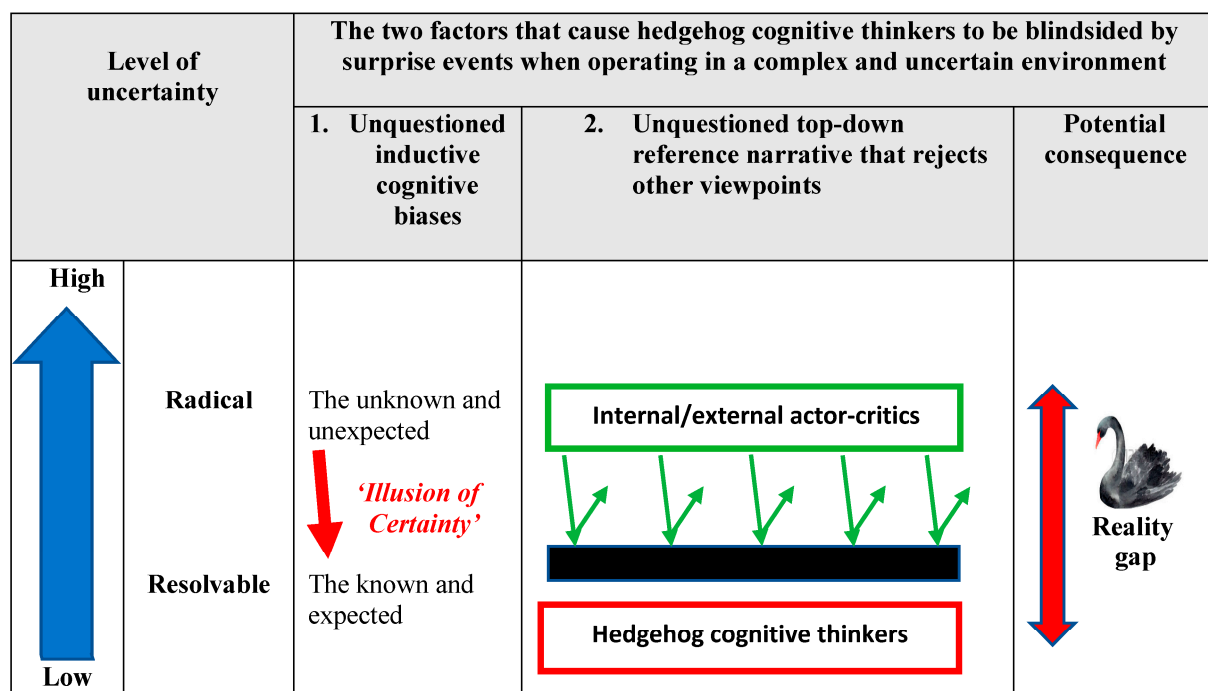 Level of
uncertainty
The two factors that cause hedgehog cognitive thinkers to be blindsided by
surprise events when operating in a complex and uncertain environment
1. Unquestioned
inductive
cognitive
biases
2. Unquestioned top-down
reference narrative that rejects
other viewpoints
Potential
consequence
High
Radical
The unknown and
unexpected
Internal/external actor-critics
‘Illusion of
Certainty’
Reality
gap
Resolvable
The known and
expected
Hedgehog cognitive thinkers
Low